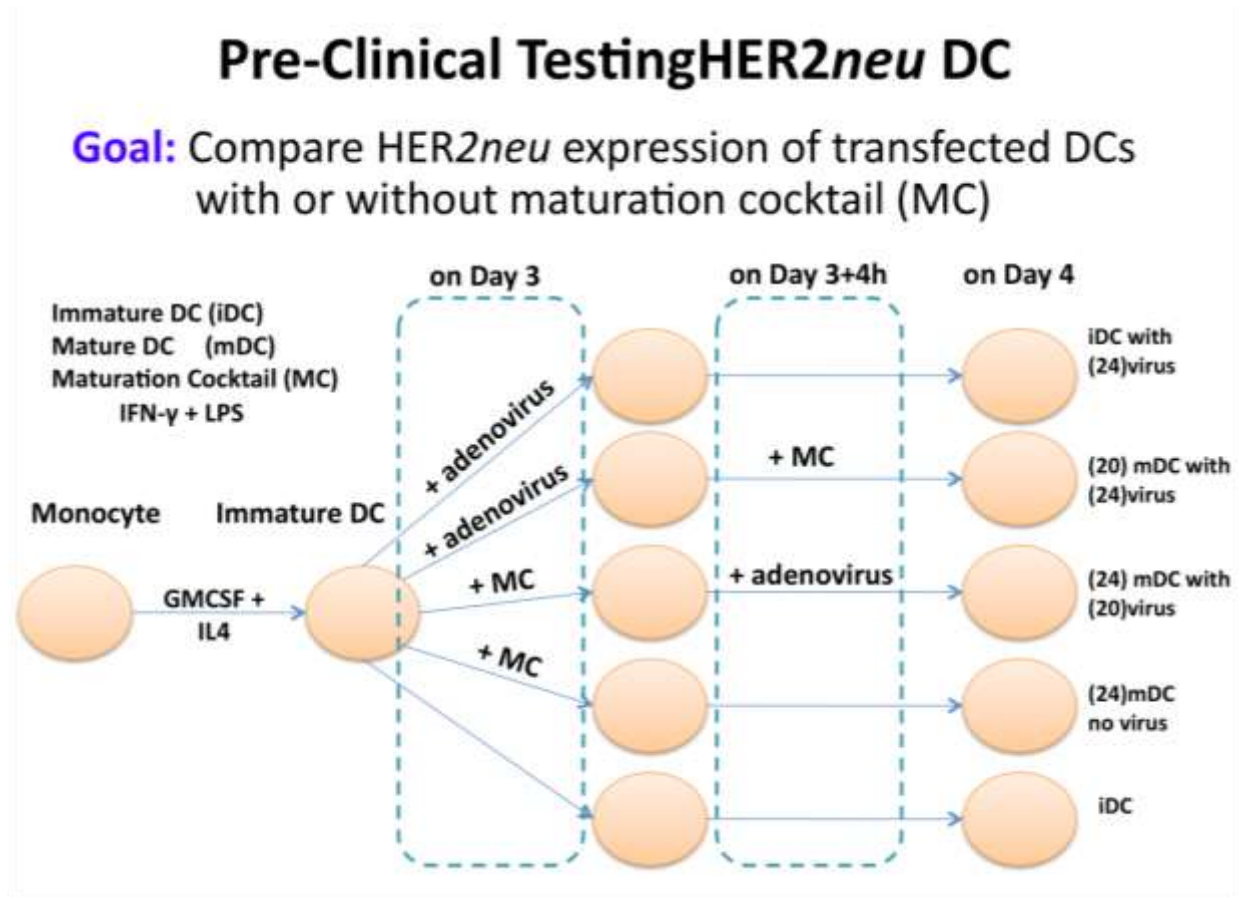 Pre-Clinical TestingHER2neu DC
Goal: Compare HER2neu expression of transfected DCs
with or without maturation cocktail (MC)
on Day 3
on Day 3+4h
on Day 4
Immature DC (iDC)
Mature DC (mDC)
Maturation Cocktail (MC)
IFN-γ + LPS
Monocyte
Immature DC
GMCSF +
IL4
+ adenovirus
+ adenovirus
+ MC
+ MC
+ MC
+ adenovirus
iDC with
(24)virus
(20) mDC with
(24)virus
(24) mDC with
(20)virus
(24)mDC
no virus
iDC